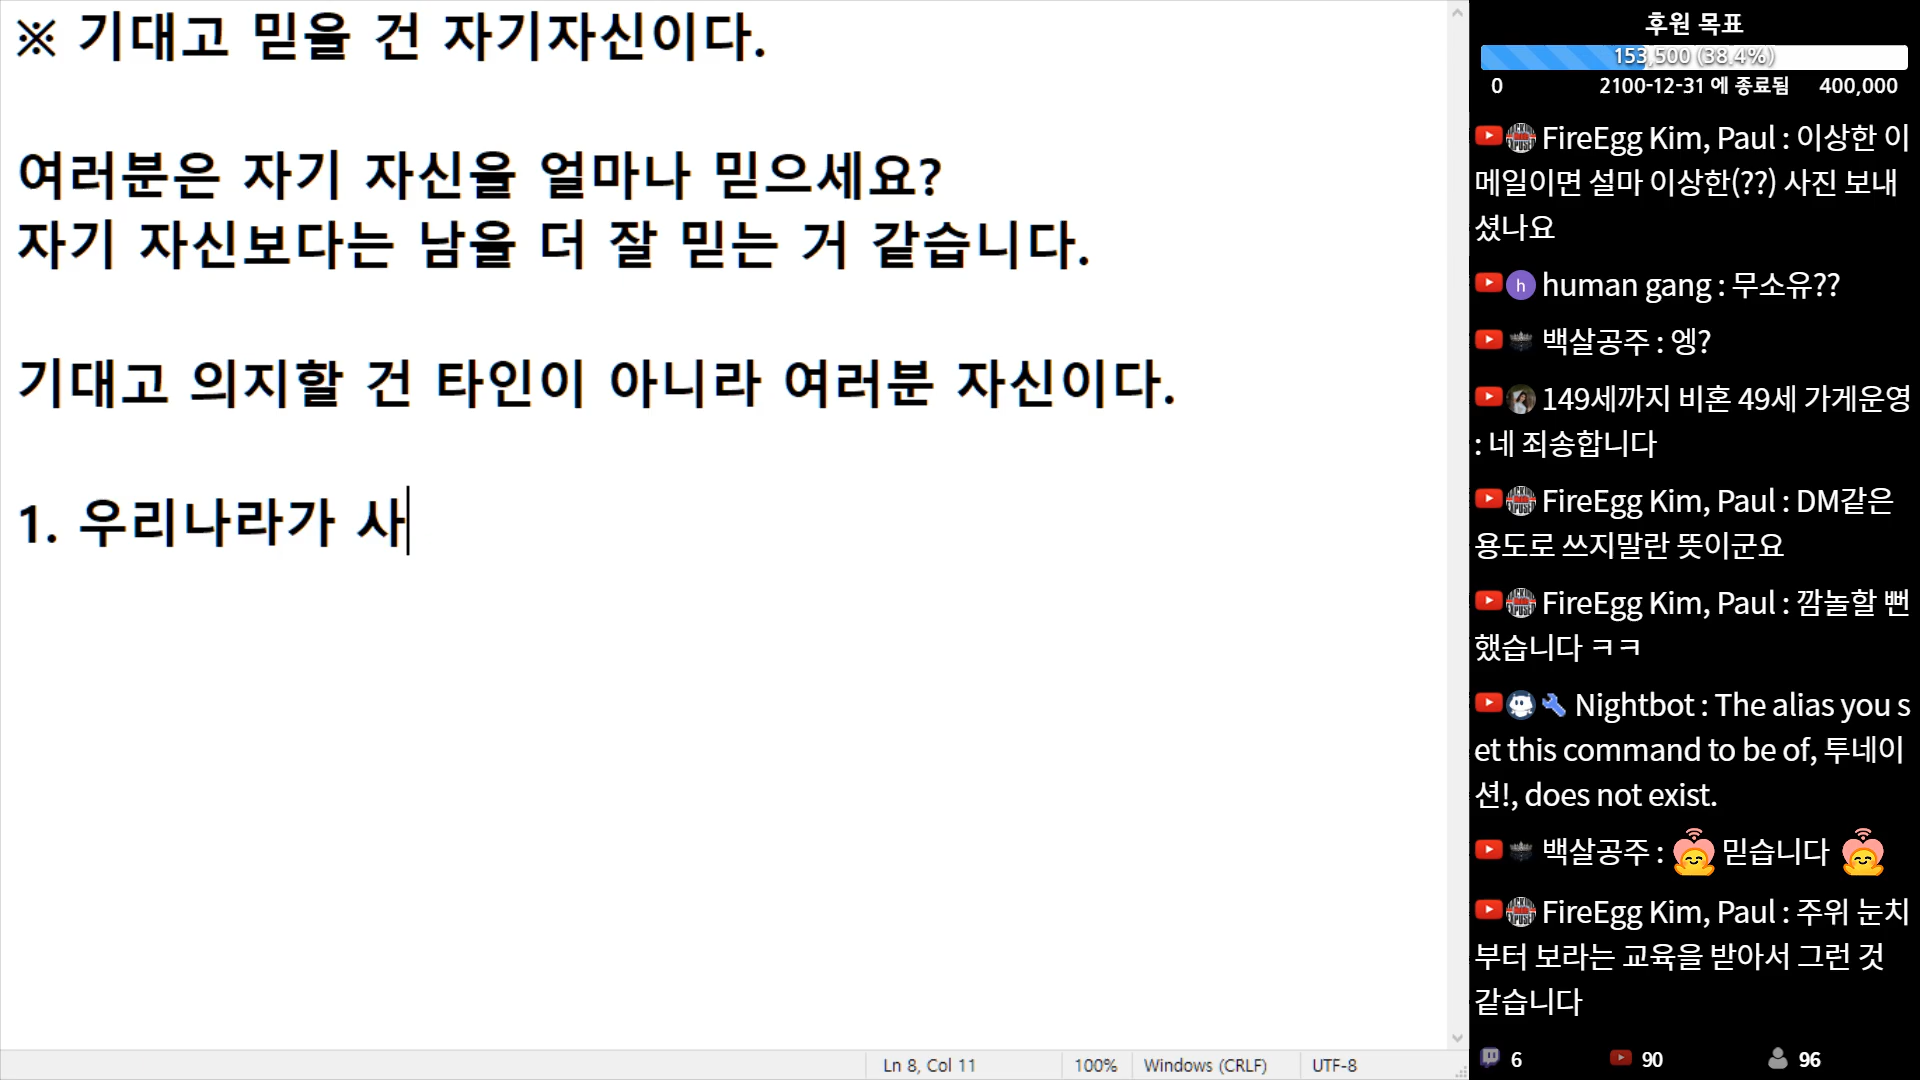 ※ 기대고 믿을 건 자기자신이다.
여러분은 자기 자신을 얼마나 믿으세요?
자기 자신보다는 남을 더 잘 믿는 거 같습니다.
기대고 의지할 건 타인이 아니라 여러분 자신이다.
1. 우리나라가 사
Ln 8, Col 11
100%
Windows (CRLF)
UTF-8
후원 목표
153,500 (38.4%)
0 2100-12-31 에 종료됨 400,000
FireEgg Kim, Paul : 이상한 이
메일이면 설마 이상한(??) 사진 보내
셨나요
h human gang : 무소유??
백살공주 : 엥?
149세까지 비혼 49세 가게운영
: 네 죄송합니다
FireEgg Kim, Paul : DM같은
용도로 쓰지말란 뜻이군요
FireEgg Kim, Paul : 깜놀할 뻔
했습니다 ㅋㅋ
Nightbot : The alias you s
et this command to be of, 투네이
션!, does not exist.
백살공주 : 믿습니다
FireEgg Kim, Paul : 주위 눈치
부터 보라는 교육을 받아서 그런 것
같습니다
6 90 96